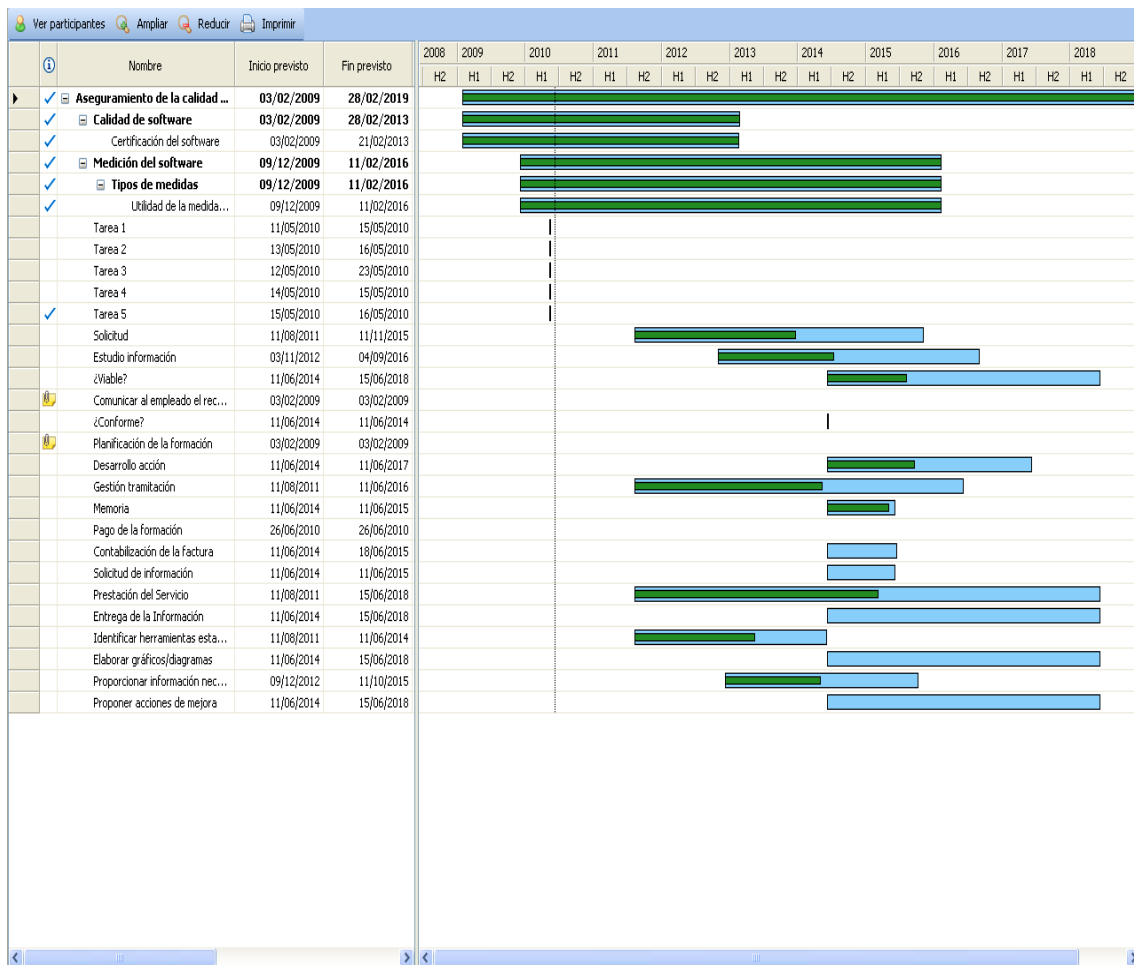 Ver participantes Ampliar Reducir Imprimir
Nombre Inicio previsto Fin previsto
2008 2009 2010 2011 2012 2013 2014 2015 2016 2017 2018
H2 H1 H2 H1 H2 H1 H2 H1 H2 H1 H2 H1 H2 H1 H2 H1 H2 H1 H2 H1 H2
Aseguramiento de la calidad ... 03/02/2009 28/02/2019
Calidad de software 03/02/2009 28/02/2013
Certificación del software 03/02/2009 21/02/2013
Medición del software 09/12/2009 11/02/2016
Tipos de medidas 09/12/2009 11/02/2016
Utilidad de la medida... 09/12/2009 11/02/2016
Tarea 1 11/05/2010 15/05/2010
Tarea 2 13/05/2010 16/05/2010
Tarea 3 12/05/2010 23/05/2010
Tarea 4 14/05/2010 15/05/2010
Tarea 5 15/05/2010 16/05/2010
Solicitud 11/08/2011 11/11/2015
Estudio información 03/11/2012 04/09/2016
¿Viable? 11/06/2014 15/06/2018
Comunicar al empleado el rec... 03/02/2009 03/02/2009
¿Conforme? 11/06/2014 11/06/2014
Planificación de la formación 03/02/2009 03/02/2009
Desarrollo acción 11/06/2014 11/06/2017
Gestión tramitación 11/08/2011 11/06/2016
Memoria 11/06/2014 11/06/2015
Pago de la formación 26/06/2010 26/06/2010
Contabilización de la factura 11/06/2014 18/06/2015
Solicitud de información 11/06/2014 11/06/2015
Prestación del Servicio 11/08/2011 15/06/2018
Entrega de la Información 11/06/2014 15/06/2018
Identificar herramientas esta... 11/08/2011 11/06/2014
Elaborar gráficos/diagramas 11/06/2014 15/06/2018
Proporcionar información nec... 09/12/2012 11/10/2015
Proponer acciones de mejora 11/06/2014 15/06/2018